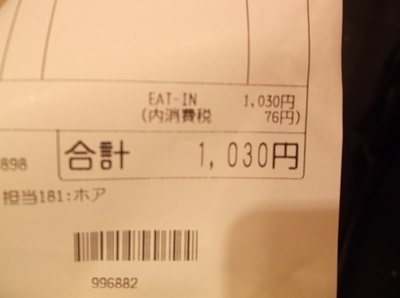 EAT-IN 1,030円
(内消費税 76円)
合計 1,030円
898
担当181:ホア
996882